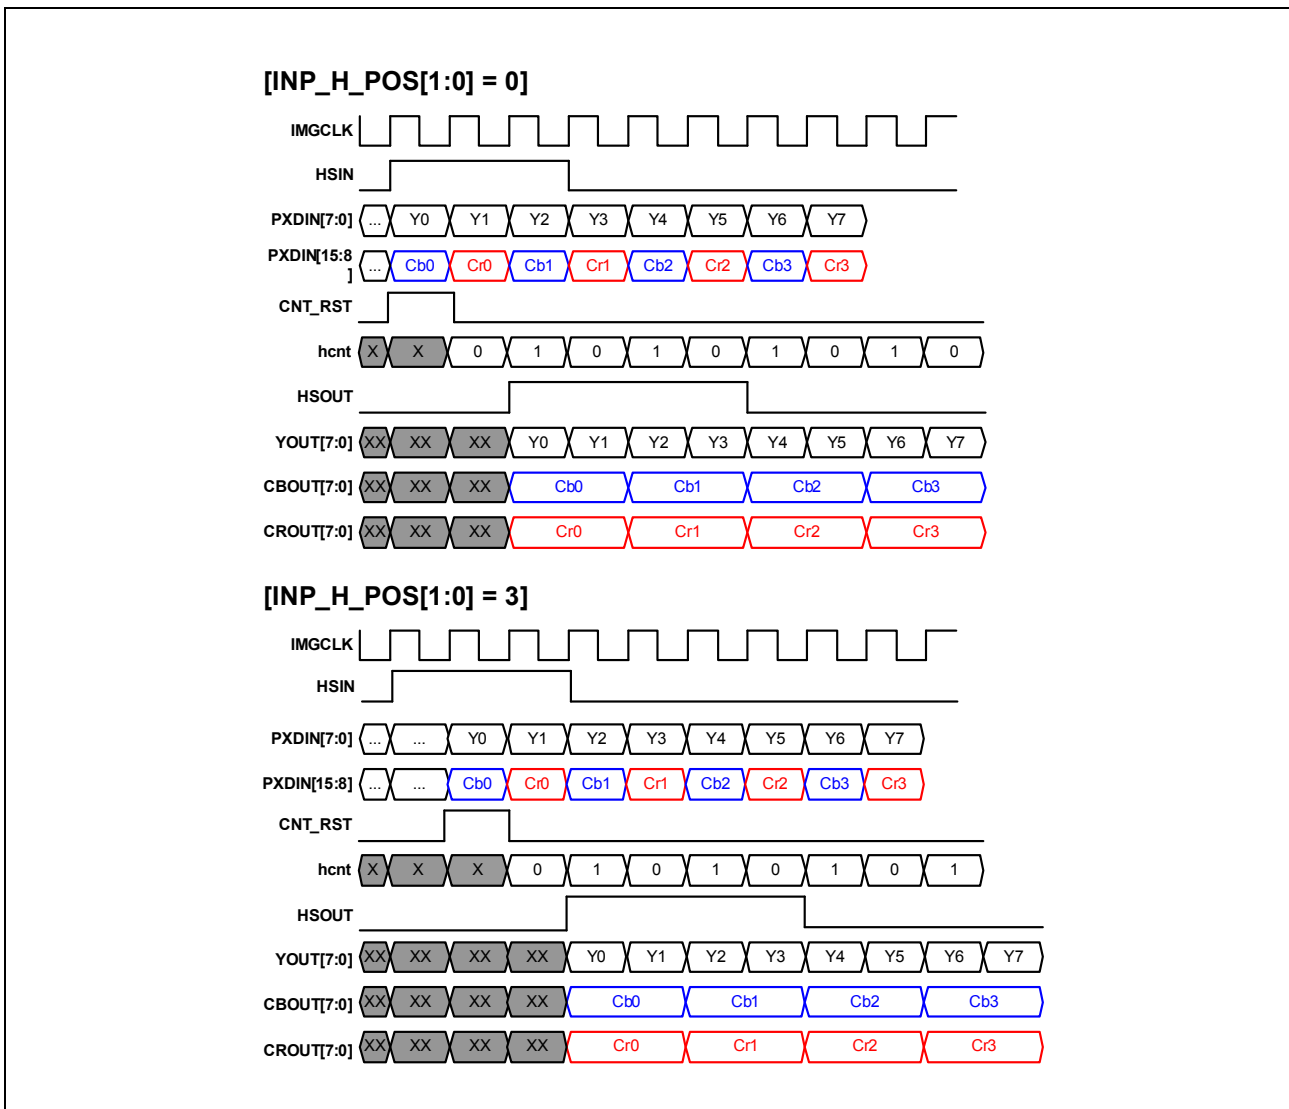 [INP_H_POS[1:0] = 0]
IMGCLK
HSIN
PXDIN[7:0] ... Y0 Y1 Y2 Y3 Y4 Y5 Y6 Y7
PXDIN[15:8
] ... Cb0 Cr0 Cb1 Cr1 Cb2 Cr2 Cb3 Cr3
CNT_RST
hcnt X X 0 1 0 1 0 1 0 1 0
HSOUT
YOUT[7:0] XX XX XX Y0 Y1 Y2 Y3 Y4 Y5 Y6 Y7
CBOUT[7:0] XX XX XX Cb0 Cb1 Cb2 Cb3
CROUT[7:0] XX XX XX Cr0 Cr1 Cr2 Cr3
[INP_H_POS[1:0] = 3]
IMGCLK
HSIN
PXDIN[7:0] ... ... Y0 Y1 Y2 Y3 Y4 Y5 Y6 Y7
PXDIN[15:8] ... ... Cb0 Cr0 Cb1 Cr1 Cb2 Cr2 Cb3 Cr3
CNT_RST
hcnt X X X 0 1 0 1 0 1 0 1
HSOUT
YOUT[7:0] XX XX XX XX Y0 Y1 Y2 Y3 Y4 Y5 Y6 Y7
CBOUT[7:0] XX XX XX XX Cb0 Cb1 Cb2 Cb3
CROUT[7:0] XX XX XX XX Cr0 Cr1 Cr2 Cr3